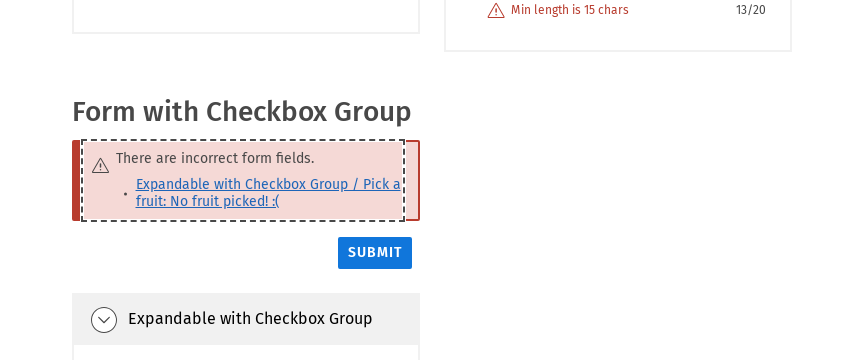 Min length is 15 chars 13/20
Form with Checkbox Group
There are incorrect form fields.
Expandable with Checkbox Group / Pick a
fruit: No fruit picked! :(
SUBMIT
Expandable with Checkbox Group